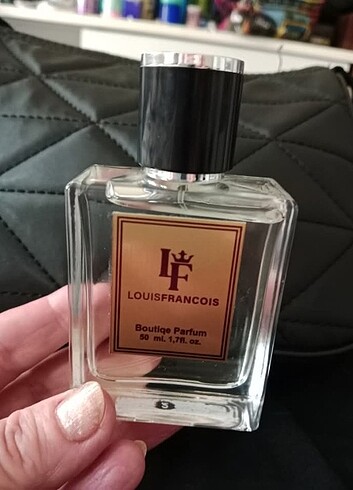 LF
LOUISFRANCOIS
Boutiqe Parfum
50 ml. 1,7fl. oz.